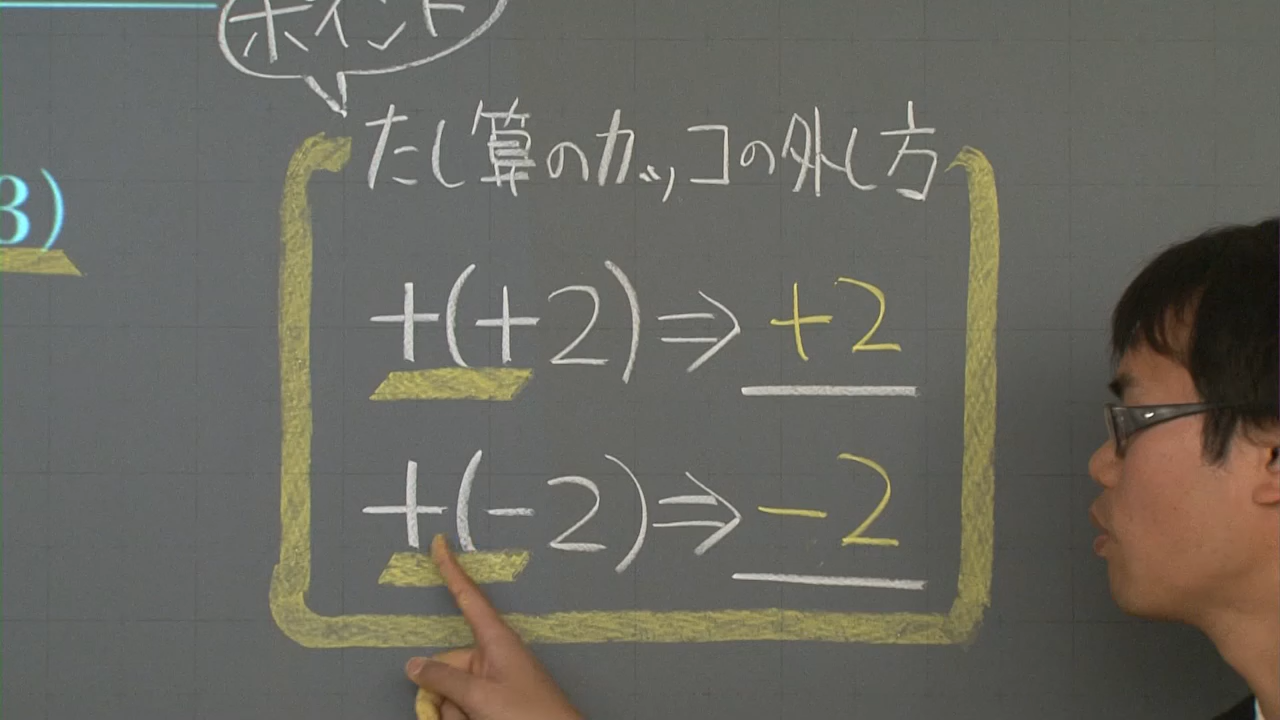 ポイント
たし算のカッコの外し方
3)
+(+2)⇒+2
+(-2)⇒-2